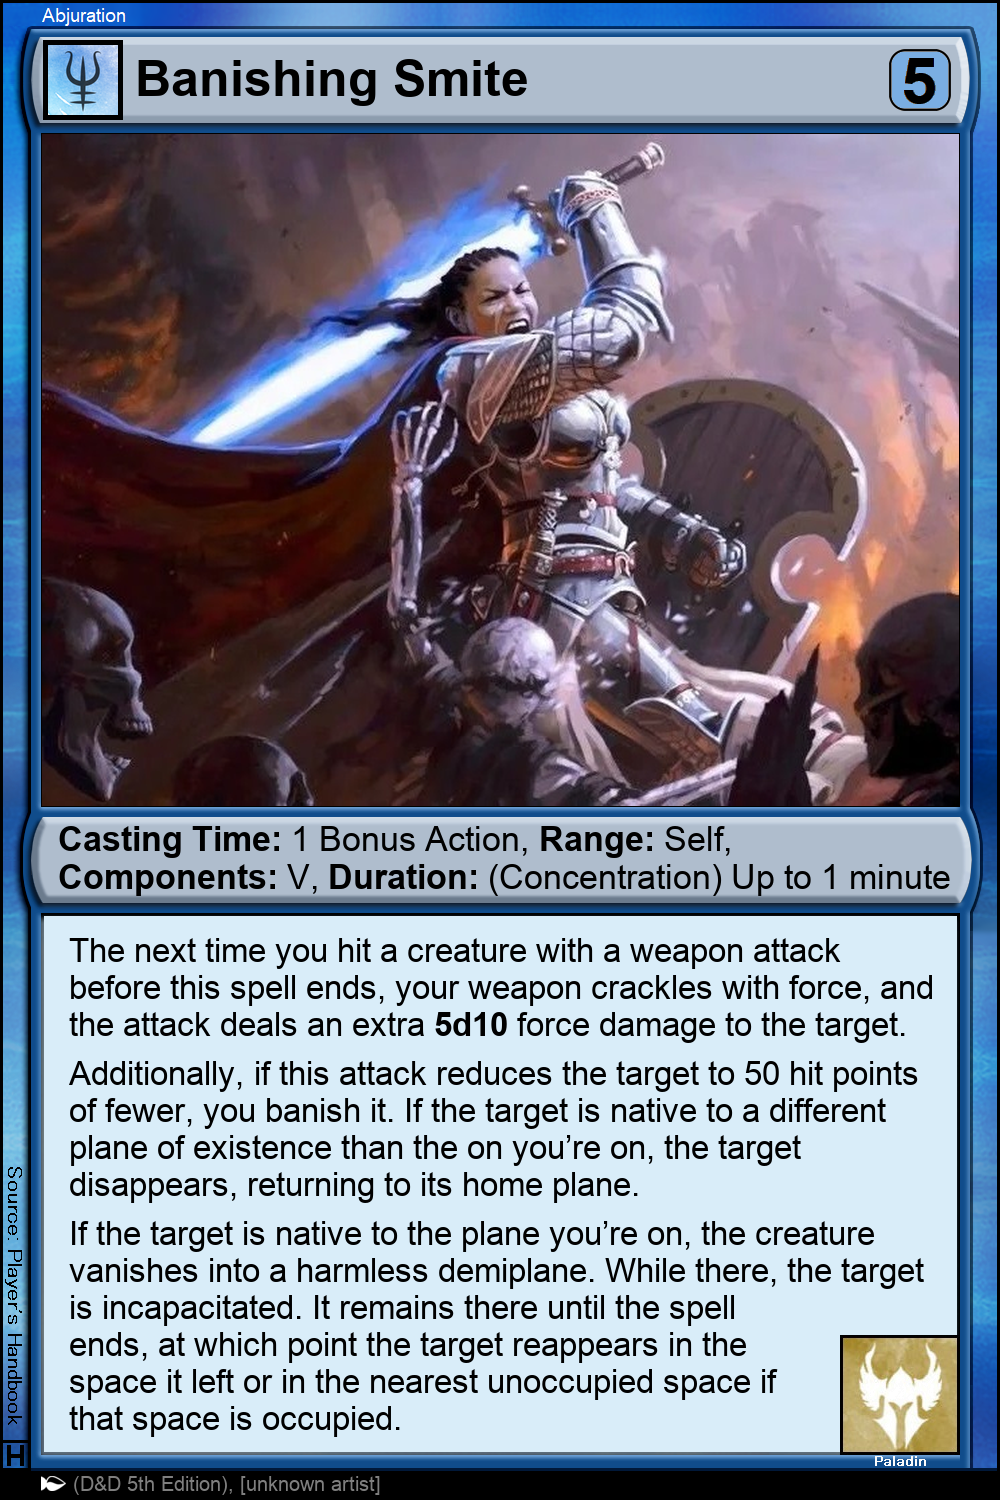 Abjuration
Banishing Smite
5
Casting Time: 1 Bonus Action, Range: Self,
Components: V, Duration: (Concentration) Up to 1 minute
The next time you hit a creature with a weapon attack
before this spell ends, your weapon crackles with force, and
the attack deals an extra 5d10 force damage to the target.
Additionally, if this attack reduces the target to 50 hit points
of fewer, you banish it. If the target is native to a different
plane of existence than the on you’re on, the target
disappears, returning to its home plane.
If the target is native to the plane you’re on, the creature
vanishes into a harmless demiplane. While there, the target
is incapacitated. It remains there until the spell
ends, at which point the target reappears in the
space it left or in the nearest unoccupied space if
that space is occupied.
Source: Player’s Handbook
H
Paladin
(D&D 5th Edition), [unknown artist]